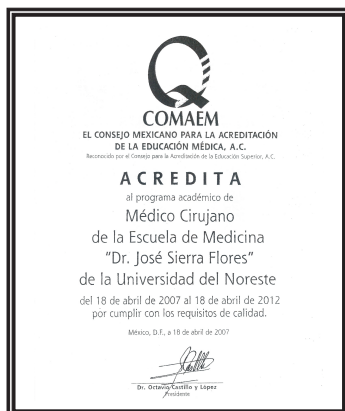 COMAEM
EL CONSEJO MEXICANO PARA LA ACREDITACIÓN
DE LA EDUCACIÓN MÉDICA, A.C.
Reconocido por el Consejo para la Acreditación de la Educación Superior, A.C.
ACREDITA
al programa académico de
Médico Cirujano
de la Escuela de Medicina
"Dr. José Sierra Flores"
de la Universidad del Noreste
del 18 de abril de 2007 al 18 de abril de 2012
por cumplir con los requisitos de calidad.
México, D.F., a 18 de abril de 2007
Dr. Octavio Castillo y López
Presidente